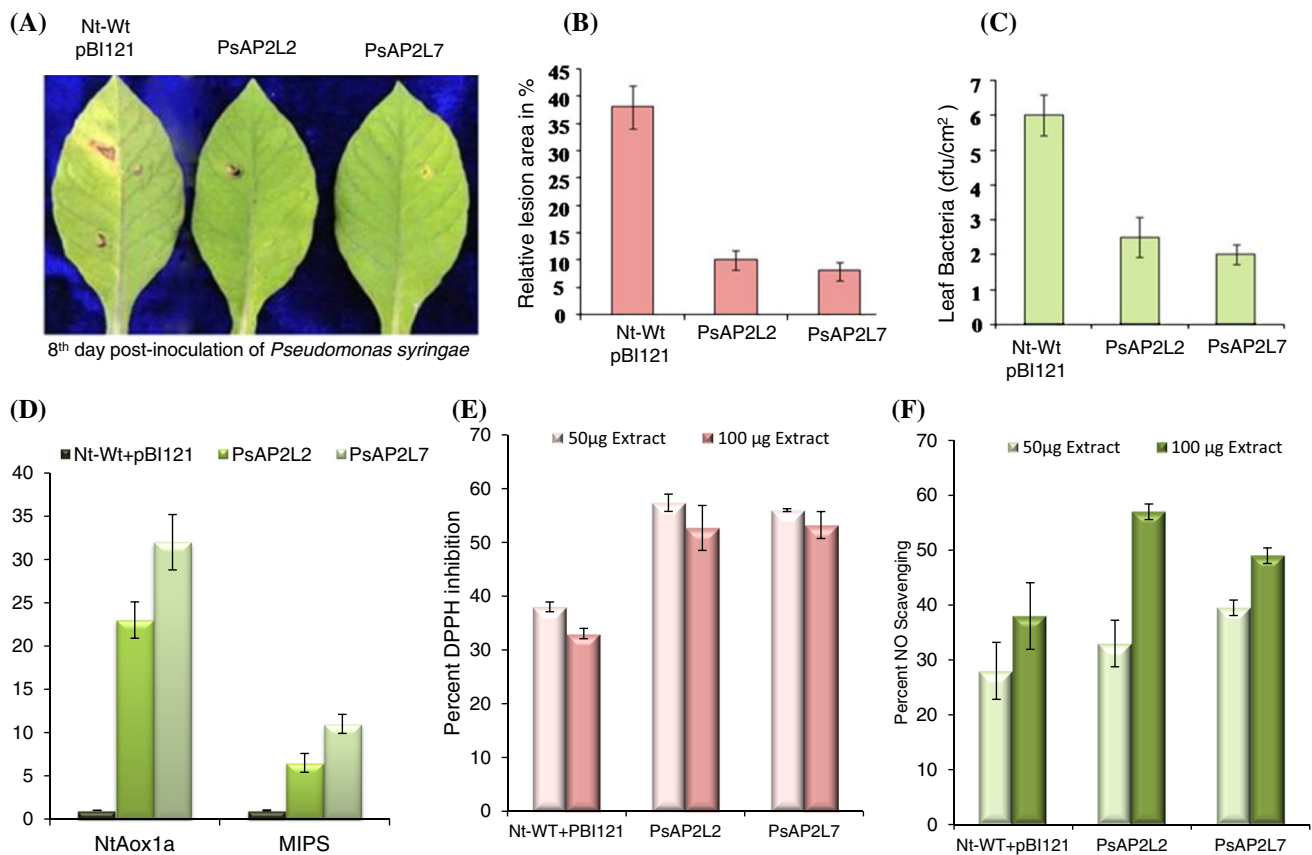 (A)
Nt-Wt
pBI121
PsAP2L2
PsAP2L7
8th day post-inoculation of Pseudomonas syringae
(B)
Relative lesion area in %
45
40
35
30
25
20
15
10
5
0
Nt-Wt
pBI121
PsAP2L2
PsAP2L7
(C)
Leaf Bacteria (cfu/cm²)
7
6
5
4
3
2
1
0
Nt-Wt
pBI121
PsAP2L2
PsAP2L7
(D)
Nt-Wt+pBI121 PsAP2L2 PsAP2L7
40
35
30
25
20
15
10
5
0
NtAox1a
MIPS
(E)
50µg Extract 100 µg Extract
Percent DPPH inhibition
70
60
50
40
30
20
10
0
Nt-WT+PBI121
PsAP2L2
PsAP2L7
(F)
50µg Extract 100 µg Extract
Percent NO Scavenging
70
60
50
40
30
20
10
0
Nt-WT+pBI121
PsAP2L2
PsAP2L7